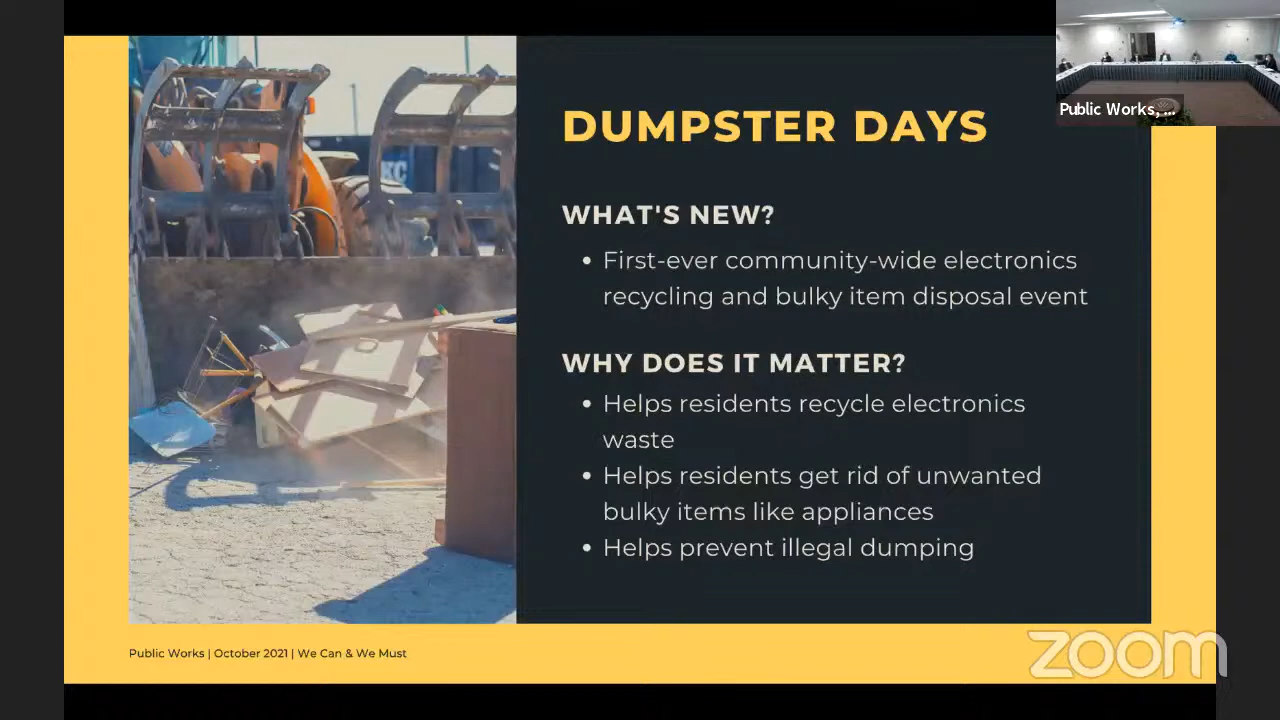 Public Works, ...
DUMPSTER DAYS
WHAT'S NEW?
• First-ever community-wide electronics
recycling and bulky item disposal event
WHY DOES IT MATTER?
• Helps residents recycle electronics
waste
• Helps residents get rid of unwanted
bulky items like appliances
• Helps prevent illegal dumping
Public Works | October 2021 | We Can & We Must
zoom